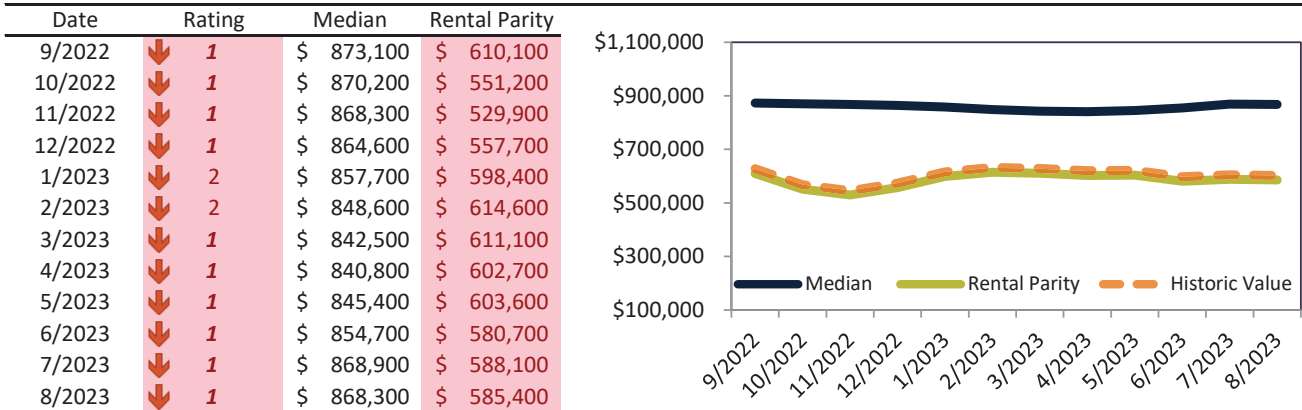 Date Rating Median Rental Parity
9/2022 1 $ 873,100 $ 610,100
10/2022 1 $ 870,200 $ 551,200
11/2022 1 $ 868,300 $ 529,900
12/2022 1 $ 864,600 $ 557,700
1/2023 2 $ 857,700 $ 598,400
2/2023 2 $ 848,600 $ 614,600
3/2023 1 $ 842,500 $ 611,100
4/2023 1 $ 840,800 $ 602,700
5/2023 1 $ 845,400 $ 603,600
6/2023 1 $ 854,700 $ 580,700
7/2023 1 $ 868,900 $ 588,100
8/2023 1 $ 868,300 $ 585,400
$1,100,000
$900,000
$700,000
$500,000
$300,000
$100,000
Median Rental Parity Historic Value
9/2022 10/2022 11/2022 12/2022 1/2023 2/2023 3/2023 4/2023 5/2023 6/2023 7/2023 8/2023